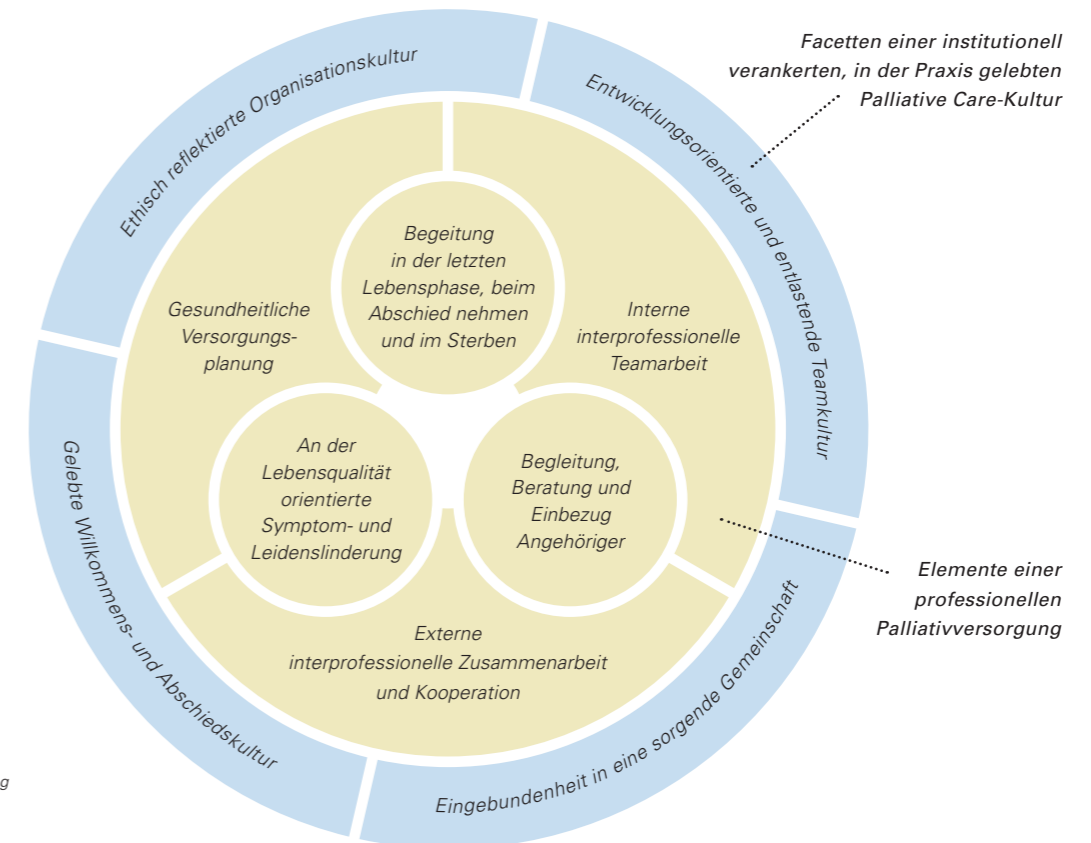 Facetten einer institutionell
verankerten, in der Praxis gelebten
Palliative Care-Kultur
Ethisch reflektierte Organisationskultur
Entwicklungsorientierte und entlastende Teamkultur
Begeitung
in der letzten
Lebensphase, beim
Abschied nehmen
und im Sterben
Gesundheitliche
Versorgungs-
planung
Interne
interprofessionelle
Teamarbeit
An der
Lebensqualität
orientierte
Symptom- und
Leidenslinderung
Begleitung,
Beratung und
Einbezug
Angehöriger
Elemente einer
professionellen
Palliativversorgung
Externe
interprofessionelle Zusammenarbeit
und Kooperation
Gelebte Willkommens- und Abschiedskultur
Eingebundenheit in eine sorgende Gemeinschaft